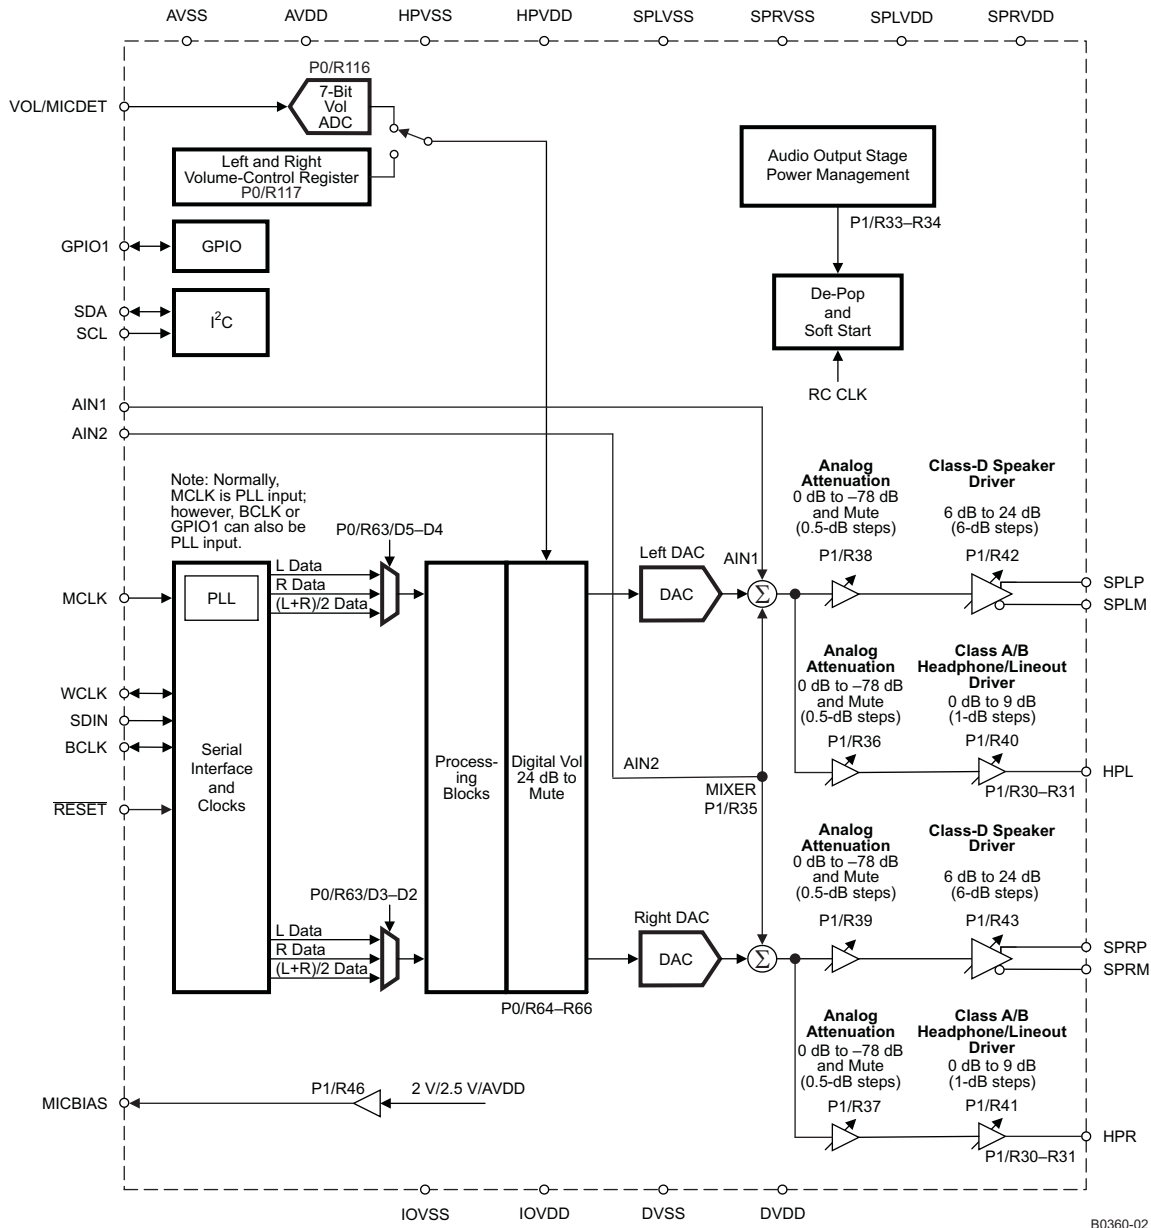 AVSS
AVDD
HPVSS
HPVDD
SPLVSS
SPRVSS
SPLVDD
SPRVDD
P0/R116
VOL/MICDET
7-Bit
Vol
ADC
Left and Right
Volume-Control Register
P0/R117
Audio Output Stage
Power Management
P1/R33–R34
GPIO1
GPIO
SDA
SCL
I2C
De-Pop
and
Soft Start
RC CLK
AIN1
AIN2
Note: Normally,
MCLK is PLL input;
however, BCLK or
GPIO1 can also be
PLL input.
P0/R63/D5–D4
Analog
Attenuation
0 dB to –78 dB
and Mute
(0.5-dB steps)
P1/R38
Class-D Speaker
Driver
6 dB to 24 dB
(6-dB steps)
P1/R42
MCLK
PLL
L Data
R Data
(L+R)/2 Data
Left DAC
DAC
AIN1
Σ
SPLP
SPLM
Analog
Attenuation
0 dB to –78 dB
and Mute
(0.5-dB steps)
P1/R36
Class A/B
Headphone/Lineout
Driver
0 dB to 9 dB
(1-dB steps)
P1/R40
P1/R30–R31
HPL
WCLK
SDIN
BCLK
RESET
Serial
Interface
and
Clocks
Process-
ing
Blocks
Digital Vol
24 dB to
Mute
AIN2
MIXER
P1/R35
P0/R63/D3–D2
Analog
Attenuation
0 dB to –78 dB
and Mute
(0.5-dB steps)
P1/R39
Class-D Speaker
Driver
6 dB to 24 dB
(6-dB steps)
P1/R43
L Data
R Data
(L+R)/2 Data
Right DAC
DAC
Σ
SPRP
SPRM
P0/R64–R66
Analog
Attenuation
0 dB to –78 dB
and Mute
(0.5-dB steps)
P1/R37
Class A/B
Headphone/Lineout
Driver
0 dB to 9 dB
(1-dB steps)
P1/R41
P1/R30–R31
HPR
MICBIAS
P1/R46
2 V/2.5 V/AVDD
IOVSS
IOVDD
DVSS
DVDD
B0360-02